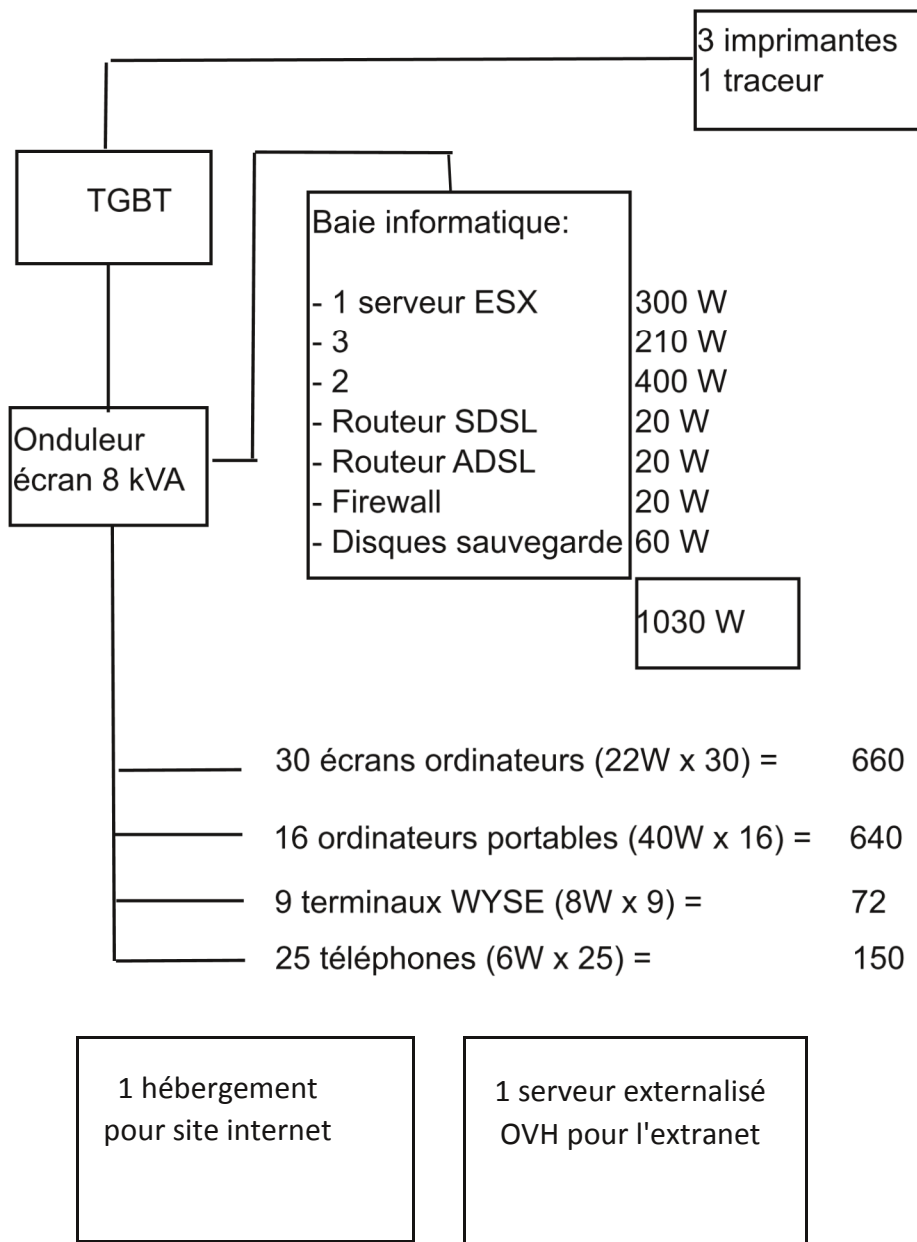 3 imprimantes
1 traceur
TGBT
Baie informatique:
- 1 serveur ESX 300 W
- 3 210 W
- 2 400 W
- Routeur SDSL 20 W
- Routeur ADSL 20 W
- Firewall 20 W
- Disques sauvegarde 60 W
1030 W
Onduleur
écran 8 kVA
30 écrans ordinateurs (22W x 30) = 660
16 ordinateurs portables (40W x 16) = 640
9 terminaux WYSE (8W x 9) = 72
25 téléphones (6W x 25) = 150
1 hébergement
pour site internet
1 serveur externalisé
OVH pour l'extranet